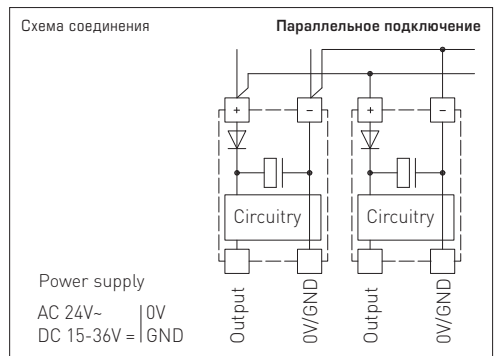 Схема соединения
Параллельное подключение
+
–
+
–
Circuitry
Circuitry
Power supply
AC 24V~ 0V
DC 15-36V = GND
Output
0V/GND
Output
0V/GND